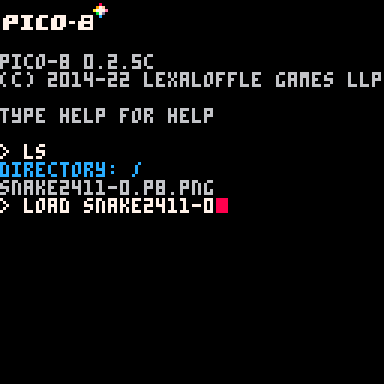 PICO-8
PICO-8 0.2.5C
(C) 2014-22 LEXALOFFLE GAMES LLP
TYPE HELP FOR HELP
> LS
DIRECTORY: /
SNAKE2411-0.P8.PNG
> LOAD SNAKE2411-0